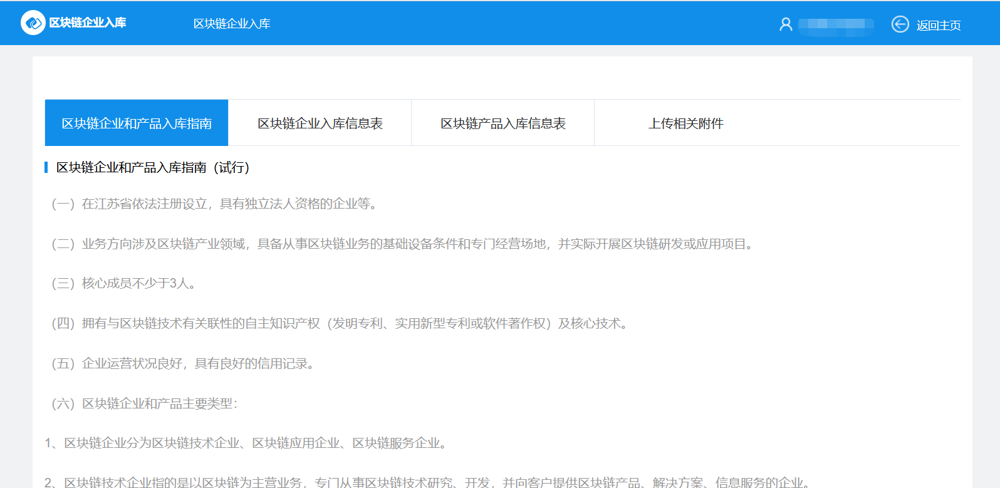 区块链企业入库 区块链企业入库 返回主页
区块链企业和产品入库指南 区块链企业入库信息表 区块链产品入库信息表 上传相关附件
区块链企业和产品入库指南（试行）
（一）在江苏省依法注册设立，具有独立法人资格的企业等。
（二）业务方向涉及区块链产业领域，具备从事区块链业务的基础设备条件和专门经营场地，并实际开展区块链研发或应用项目。
（三）核心成员不少于3人。
（四）拥有与区块链技术有关联性的自主知识产权（发明专利、实用新型专利或软件著作权）及核心技术。
（五）企业运营状况良好，具有良好的信用记录。
（六）区块链企业和产品主要类型：
1、区块链企业分为区块链技术企业、区块链应用企业、区块链服务企业。
2、区块链技术企业指的是以区块链为主营业务，专门从事区块链技术研究、开发，并向客户提供区块链产品、解决方案、信息服务的企业。